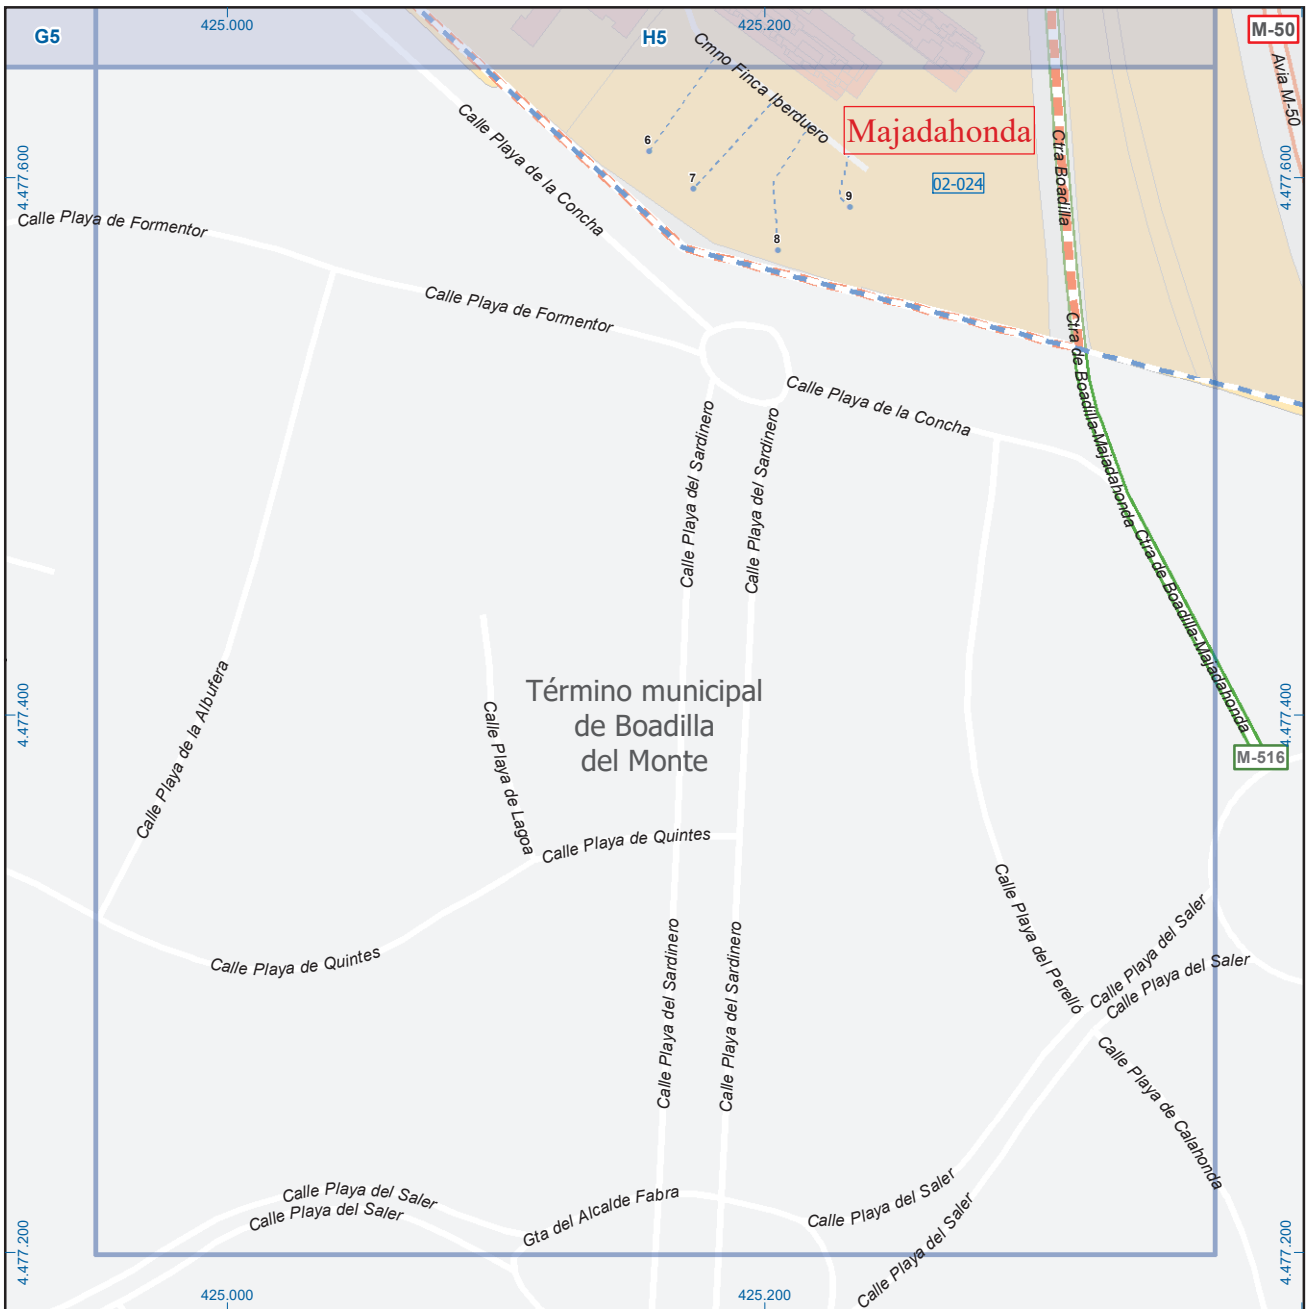 425.000
425.200
G5
H5
M-50
Avia M-50
Cmno Finca Iberduero
Majadahonda
02-024
Calle Playa de la Concha
Ctra Boadilla
6
7
8
9
4.477.600
4.477.600
Calle Playa de Formentor
Calle Playa de Formentor
Calle Playa de la Concha
Ctra de Boadilla-Majadahonda
Ctra de Boadilla-Majadahonda
Calle Playa del Sardinero
Calle Playa del Sardinero
Calle Playa de la Albufera
Calle Playa de Lagoa
Término municipal
de Boadilla
del Monte
4.477.400
4.477.400
M-516
Calle Playa de Quintes
Calle Playa de Quintes
Calle Playa del Perelló
Calle Playa del Saler
Calle Playa del Saler
Calle Playa del Sardinero
Calle Playa del Sardinero
Calle Playa de Calahonda
Calle Playa del Saler
Calle Playa del Saler
Gta del Alcalde Fabra
Calle Playa del Saler
Calle Playa del Saler
4.477.200
4.477.200
425.000
425.200